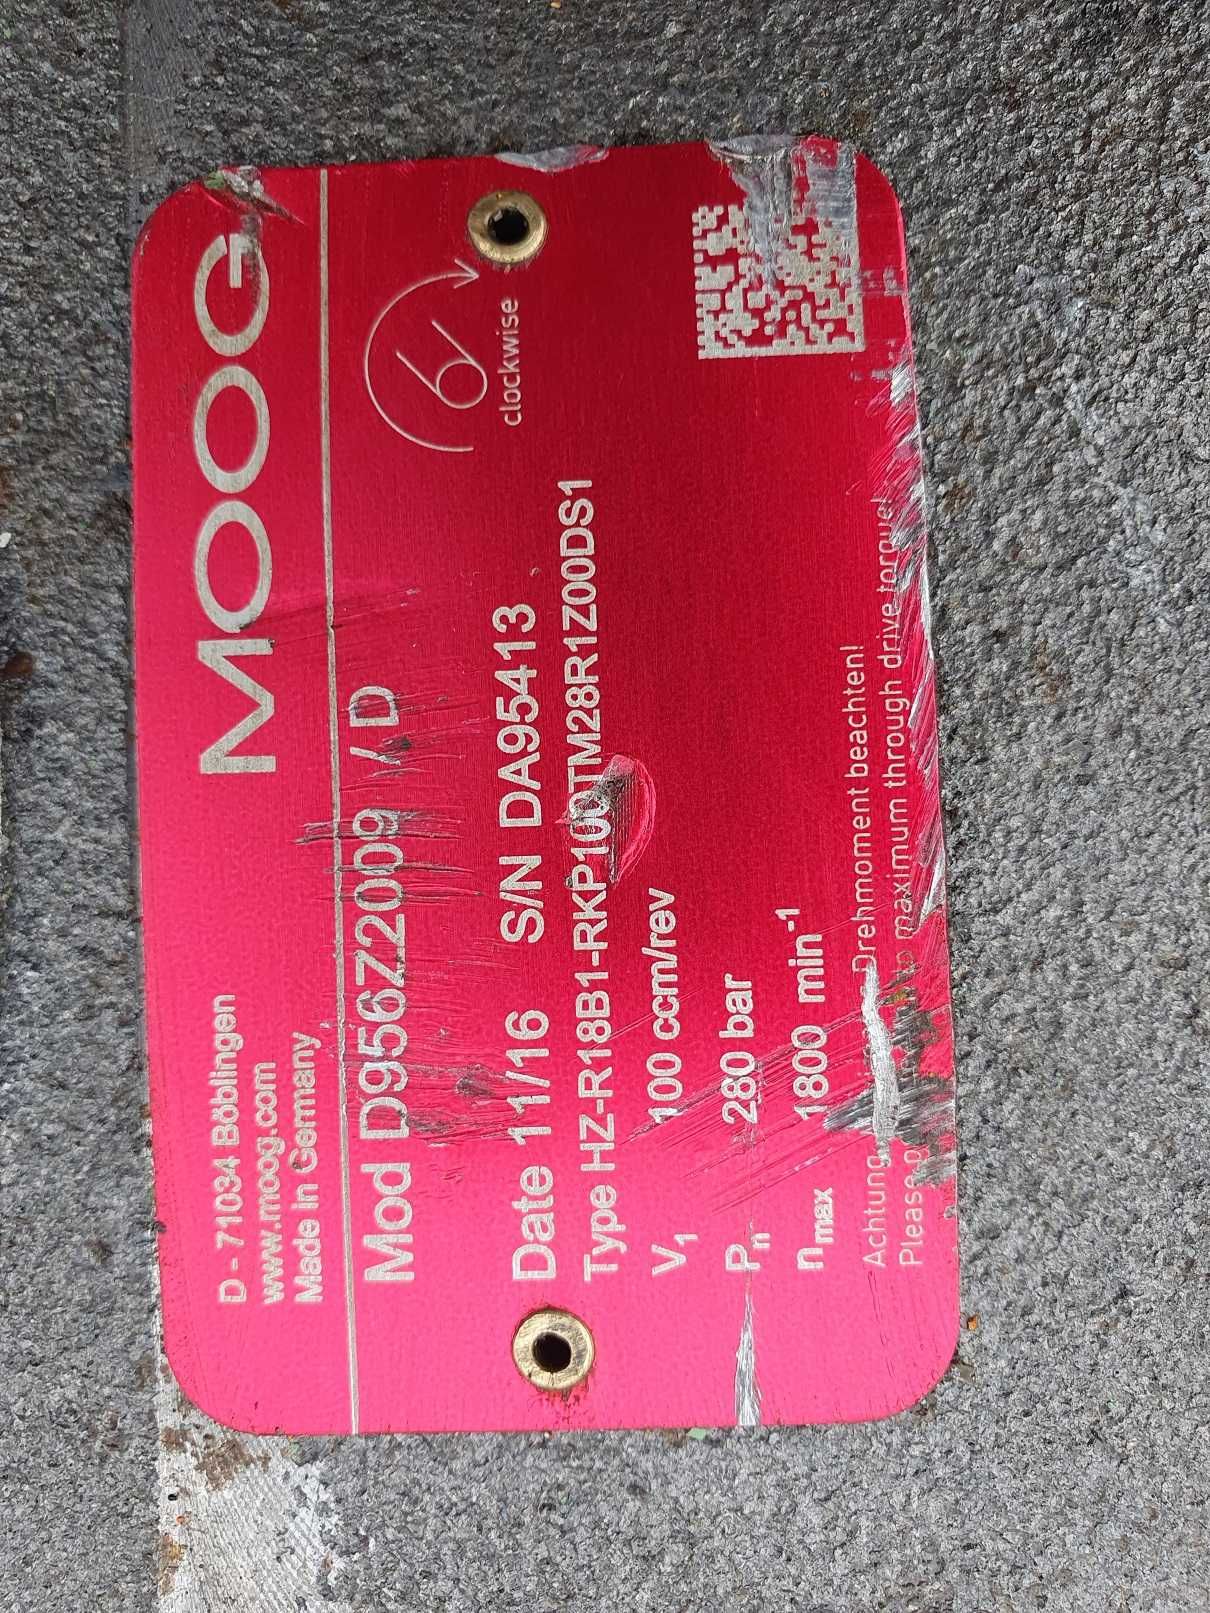 D - 71034 Böblingen
www.moog.com
Made In Germany
MOOG
Mod D956Z2009 / D
clockwise
Date 11/16 S/N DA95413
Type HZ-R18B1-RKP100TM28R1Z00DS1
V1 100 ccm/rev
Pn 280 bar
nmax 1800 min-1
Achtung Drehmoment beachten!
Please maximum through drive torque!